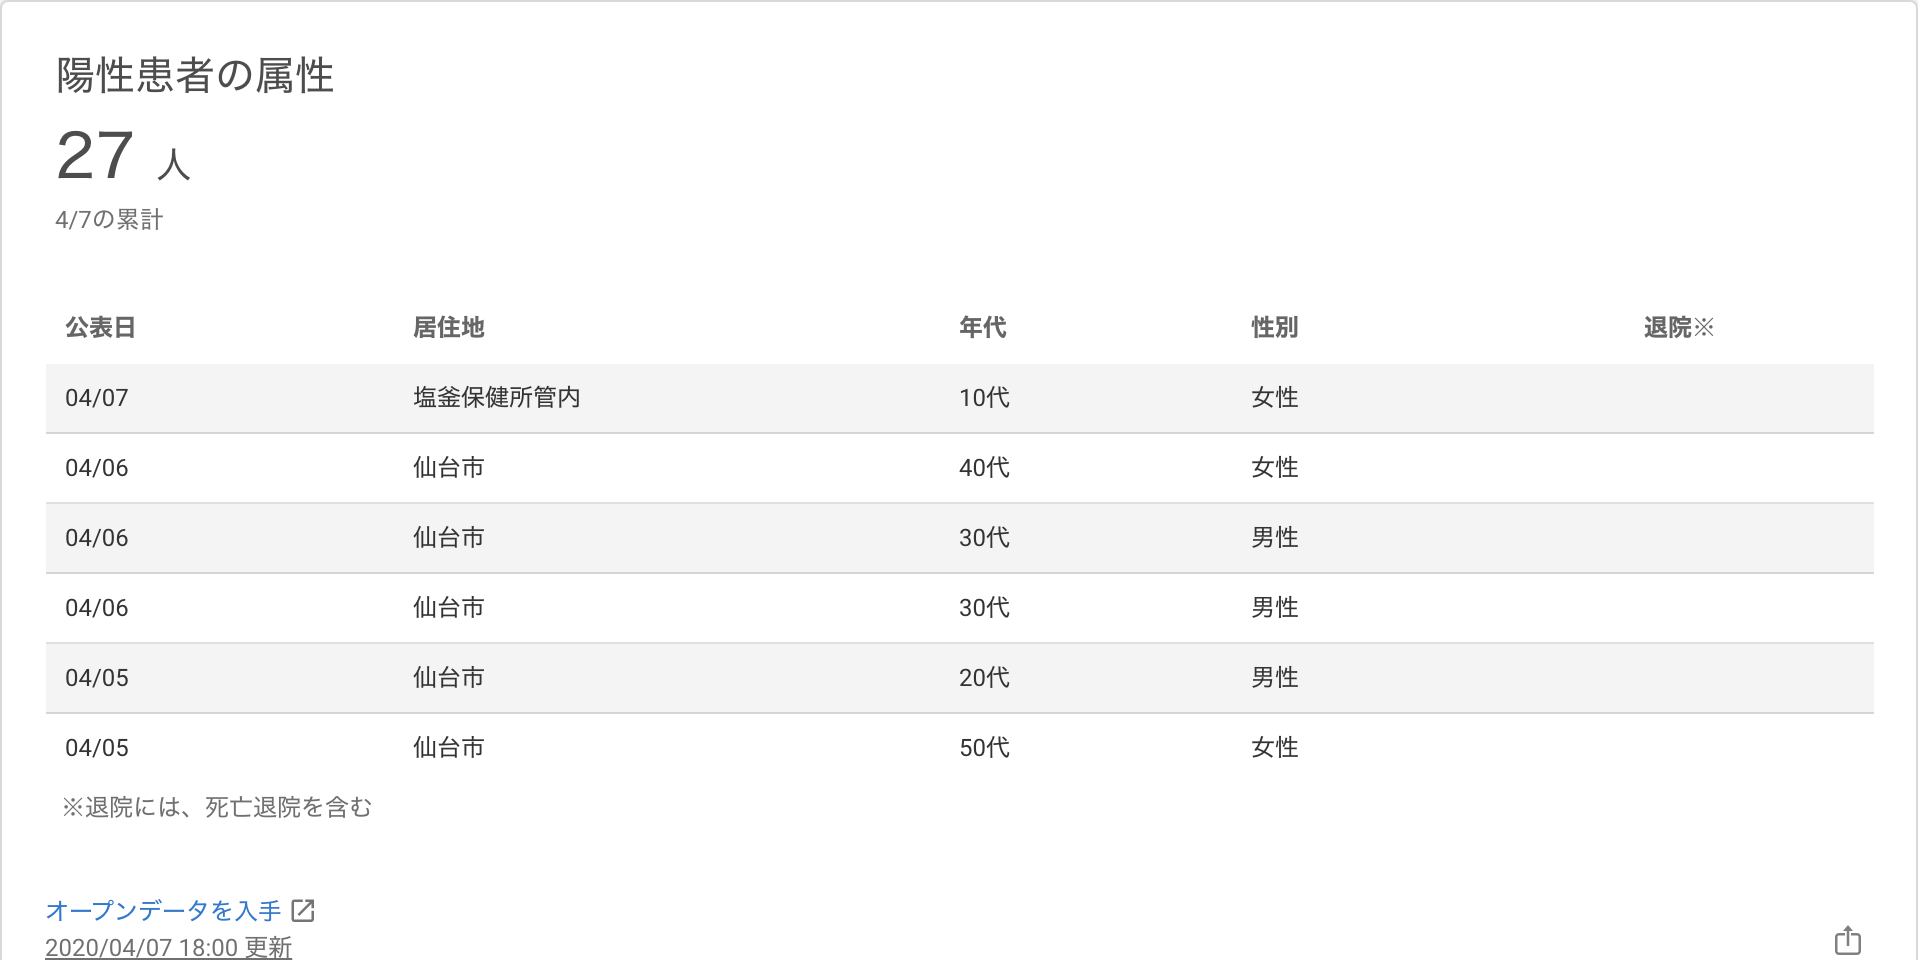 陽性患者の属性
27 人
4/7の累計
公表日 居住地 年代 性別 退院※
04/07 塩釜保健所管内 10代 女性
04/06 仙台市 40代 女性
04/06 仙台市 30代 男性
04/06 仙台市 30代 男性
04/05 仙台市 20代 男性
04/05 仙台市 50代 女性
※退院には、死亡退院を含む
オープンデータを入手
2020/04/07 18:00 更新